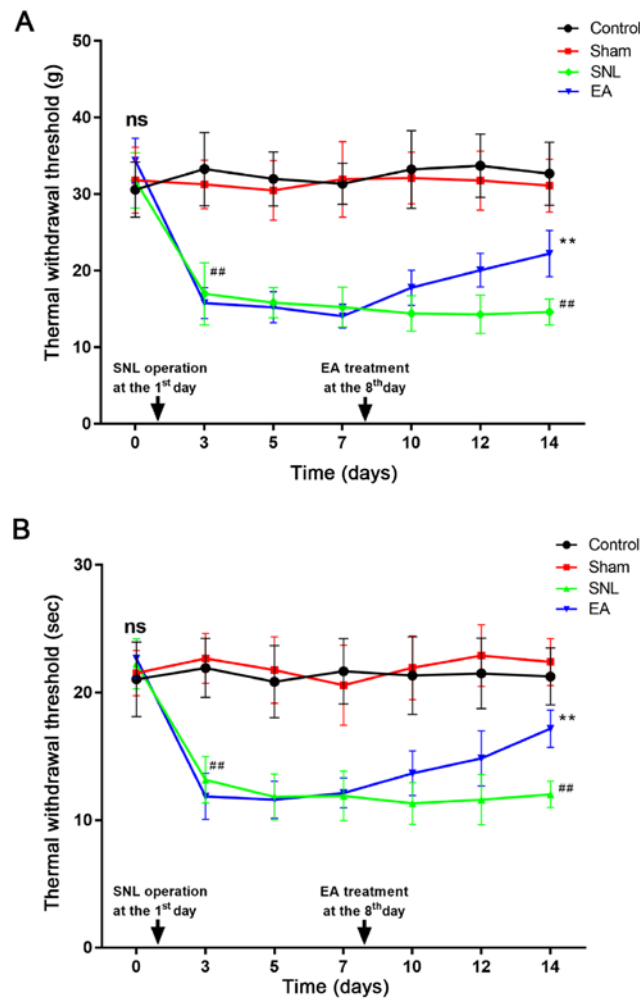 A
Control
Sham
SNL
EA
Thermal withdrawal threshold (g)
50
40
30
20
10
0
ns
##
**
##
SNL operation
at the 1st day
EA treatment
at the 8th day
0 3 5 7 10 12 14
Time (days)
B
Control
Sham
SNL
EA
Thermal withdrawal threshold (sec)
30
20
10
0
ns
##
**
##
SNL operation
at the 1st day
EA treatment
at the 8th day
0 3 5 7 10 12 14
Time (days)